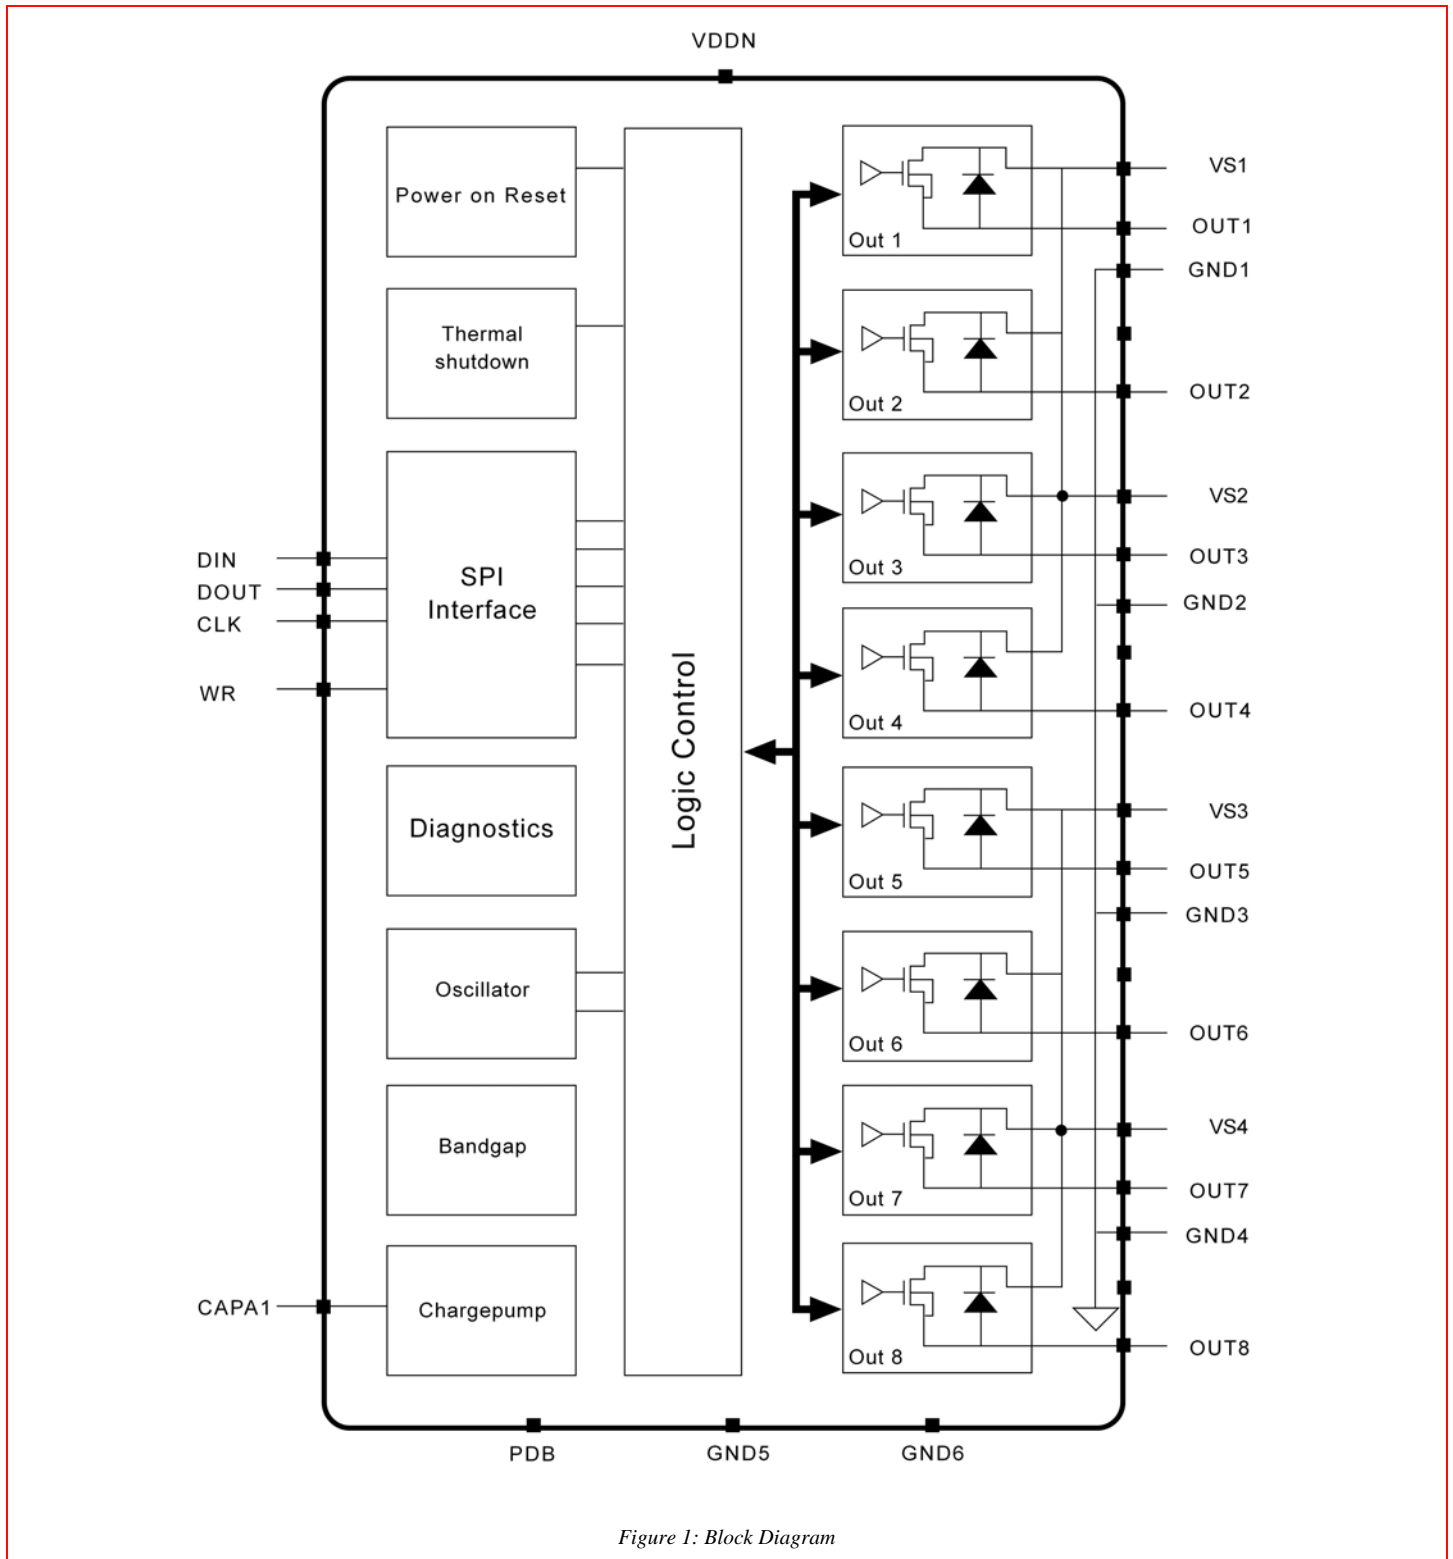 VDDN
Power on Reset
Thermal
shutdown
SPI
Interface
Diagnostics
Oscillator
Bandgap
Chargepump
Logic Control
DIN
DOUT
CLK
WR
CAPA1
Out 1
Out 2
Out 3
Out 4
Out 5
Out 6
Out 7
Out 8
VS1
OUT1
GND1
OUT2
VS2
OUT3
GND2
OUT4
VS3
OUT5
GND3
OUT6
VS4
OUT7
GND4
OUT8
PDB
GND5
GND6
Figure 1: Block Diagram